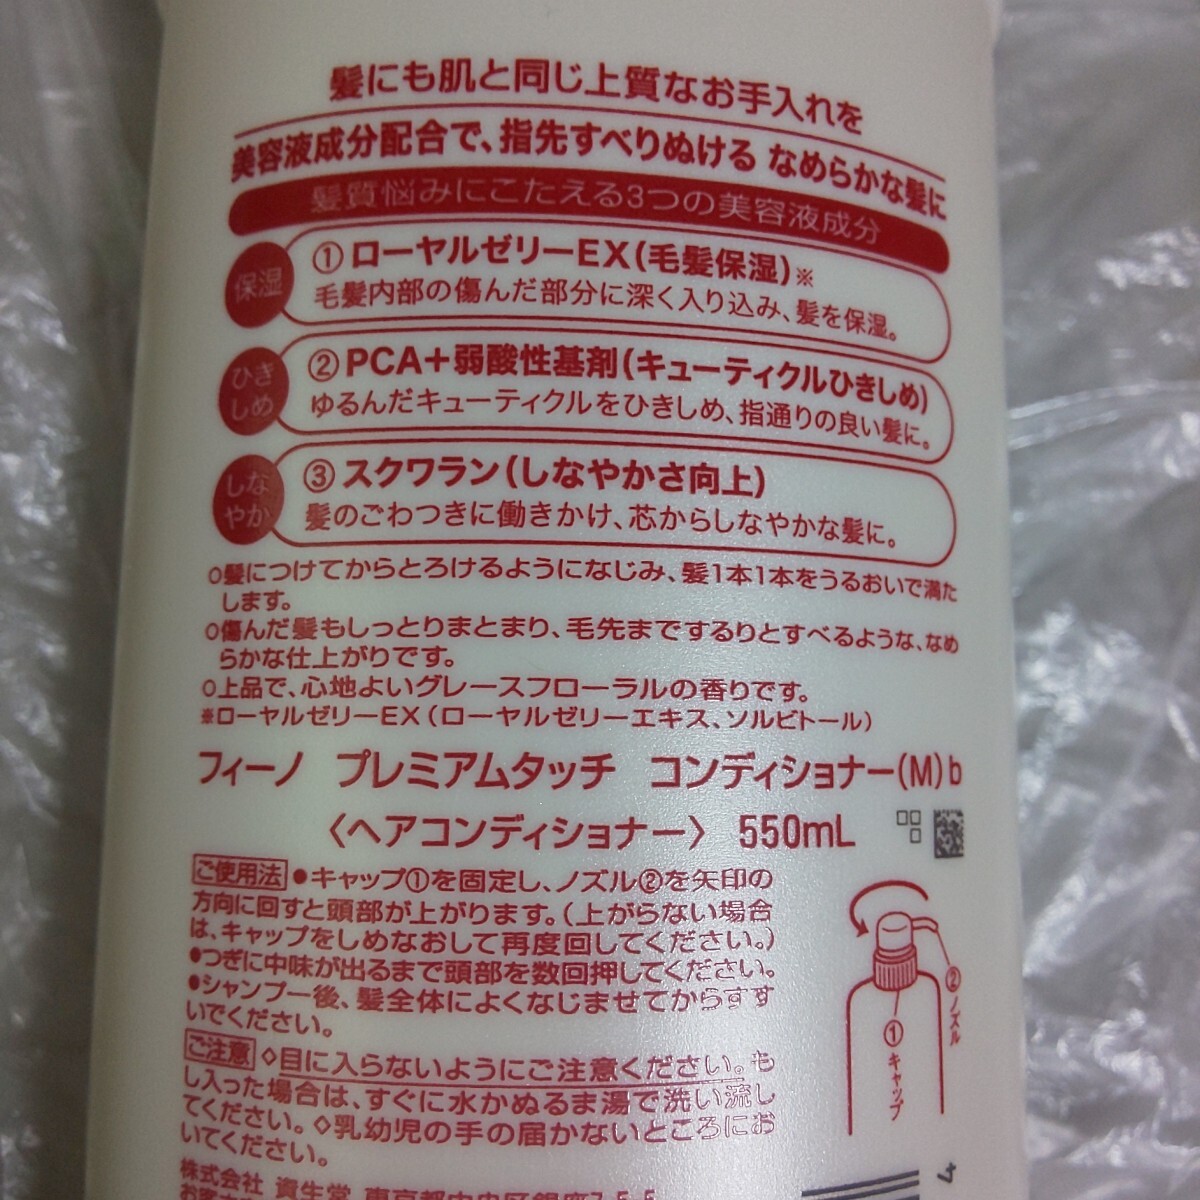 髪にも肌と同じ上質なお手入れを
美容液成分配合で、指先すべりぬける なめらかな髪に
髪質悩みにこたえる3つの美容液成分
保湿
①ローヤルゼリーEX(毛髪保湿)※
毛髪内部の傷んだ部分に深く入り込み、髪を保湿。
ひき
しめ
②PCA+弱酸性基剤(キューティクルひきしめ)
ゆるんだキューティクルをひきしめ、指通りの良い髪に。
しな
やか
③スクワラン(しなやかさ向上)
髪のごわつきに働きかけ、芯からしなやかな髪に。
○髪につけてからとろけるようになじみ、髪1本1本をうるおいで満た
します。
○傷んだ髪もしっとりまとまり、毛先までするりとすべるような、なめ
らかな仕上がりです。
○上品で、心地よいグレースフローラルの香りです。
※ローヤルゼリーEX(ローヤルゼリーエキス、ソルビトール)
フィーノ プレミアムタッチ コンディショナー(M)b
〈ヘアコンディショナー〉 550mL
ご使用法 ●キャップ①を固定し、ノズル②を矢印の
方向に回すと頭部が上がります。(上がらない場合
は、キャップをしめなおして再度回してください。)
●つぎに中味が出るまで頭部を数回押してください。
●シャンプー後、髪全体によくなじませてからすす
いでください。
ご注意 ◇目に入らないようにご注意ください。も
し入った場合は、すぐに水かぬるま湯で洗い流し
てください。◇乳幼児の手の届かないところにお
いてください。
②ノズル
①キャップ
株式会社 資生堂 東京都中央区銀座7-5-5